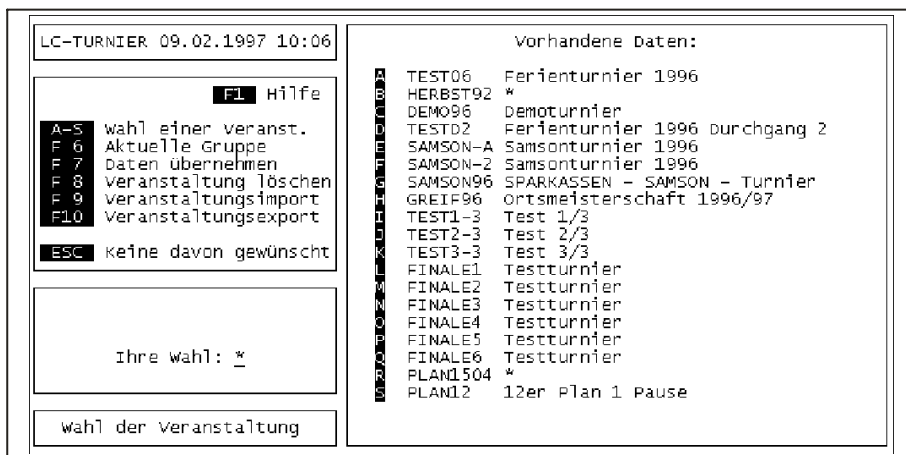 LC-TURNIER 09.02.1997 10:06
F1 Hilfe
A-S Wahl einer Veranst.
F 6 Aktuelle Gruppe
F 7 Daten übernehmen
F 8 Veranstaltung löschen
F 9 Veranstaltungsimport
F10 Veranstaltungsexport
ESC Keine davon gewünscht
Ihre Wahl: *
Wahl der Veranstaltung
Vorhandene Daten:
A TEST06 Ferienturnier 1996
B HERBST92 *
C DEMO96 Demoturnier
D TESTD2 Ferienturnier 1996 Durchgang 2
E SAMSON-A Samsonturnier 1996
F SAMSON-2 Samsonturnier 1996
G SAMSON96 SPARKASSEN - SAMSON - Turnier
H GREIF96 Ortsmeisterschaft 1996/97
I TEST1-3 Test 1/3
J TEST2-3 Test 2/3
K TEST3-3 Test 3/3
L FINALE1 Testturnier
M FINALE2 Testturnier
N FINALE3 Testturnier
O FINALE4 Testturnier
P FINALE5 Testturnier
Q FINALE6 Testturnier
R PLAN1504 *
S PLAN12 12er Plan 1 Pause